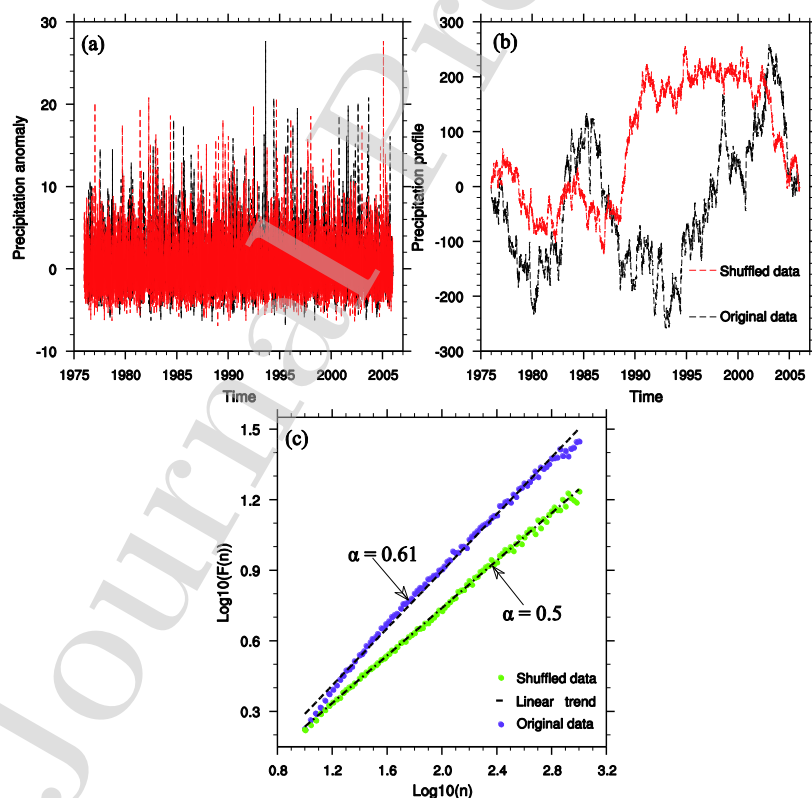 (a)
Precipitation anomaly
30
20
10
0
-10
1975 1980 1985 1990 1995 2000 2005
Time
(b)
Precipitation profile
300
200
100
0
-100
-200
-300
Shuffled data
Original data
1975 1980 1985 1990 1995 2000 2005
Time
(c)
Log10(F(n))
1.5
1.2
0.9
0.6
0.3
α = 0.61
α = 0.5
Shuffled data
Linear trend
Original data
0.8 1.2 1.6 2.0 2.4 2.8 3.2
Log10(n)
Journal Pre